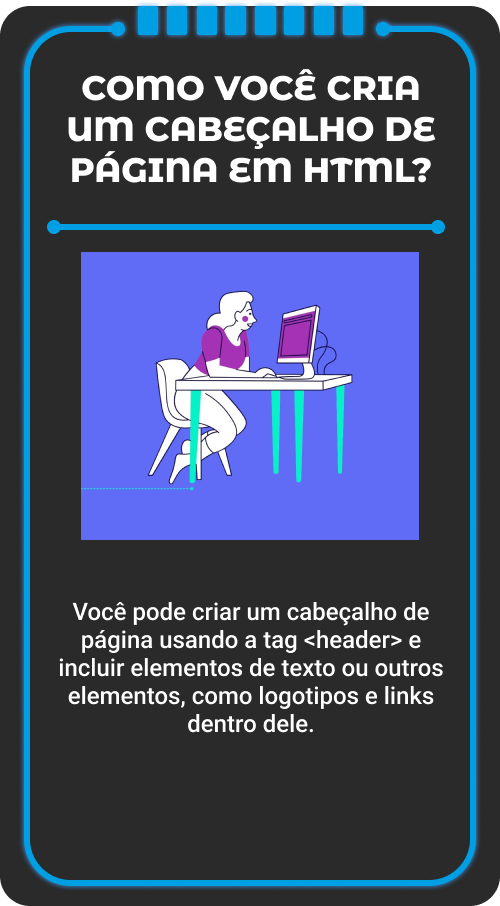 COMO VOCÊ CRIA
UM CABEÇALHO DE
PÁGINA EM HTML?
Você pode criar um cabeçalho de
página usando a tag <header> e
incluir elementos de texto ou outros
elementos, como logotipos e links
dentro dele.